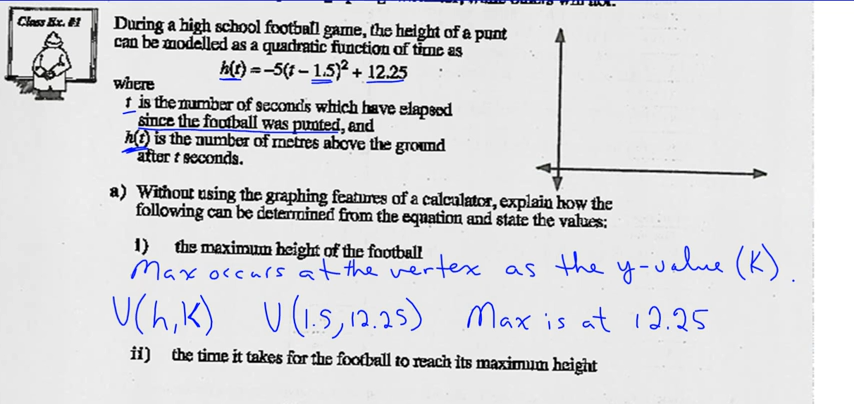 Class Ex. #1
During a high school football game, the height of a punt
can be modelled as a quadratic function of time as
h(t) = –5(t – 1.5)² + 12.25
where
t is the number of seconds which have elapsed
since the football was punted, and
h(t) is the number of metres above the ground
after t seconds.
a) Without using the graphing features of a calculator, explain how the
following can be determined from the equation and state the values:
i) the maximum height of the football
Max occurs at the vertex as the y-value (K).
V(h,K) V(1.5,12.25) Max is at 12.25
ii) the time it takes for the football to reach its maximum height